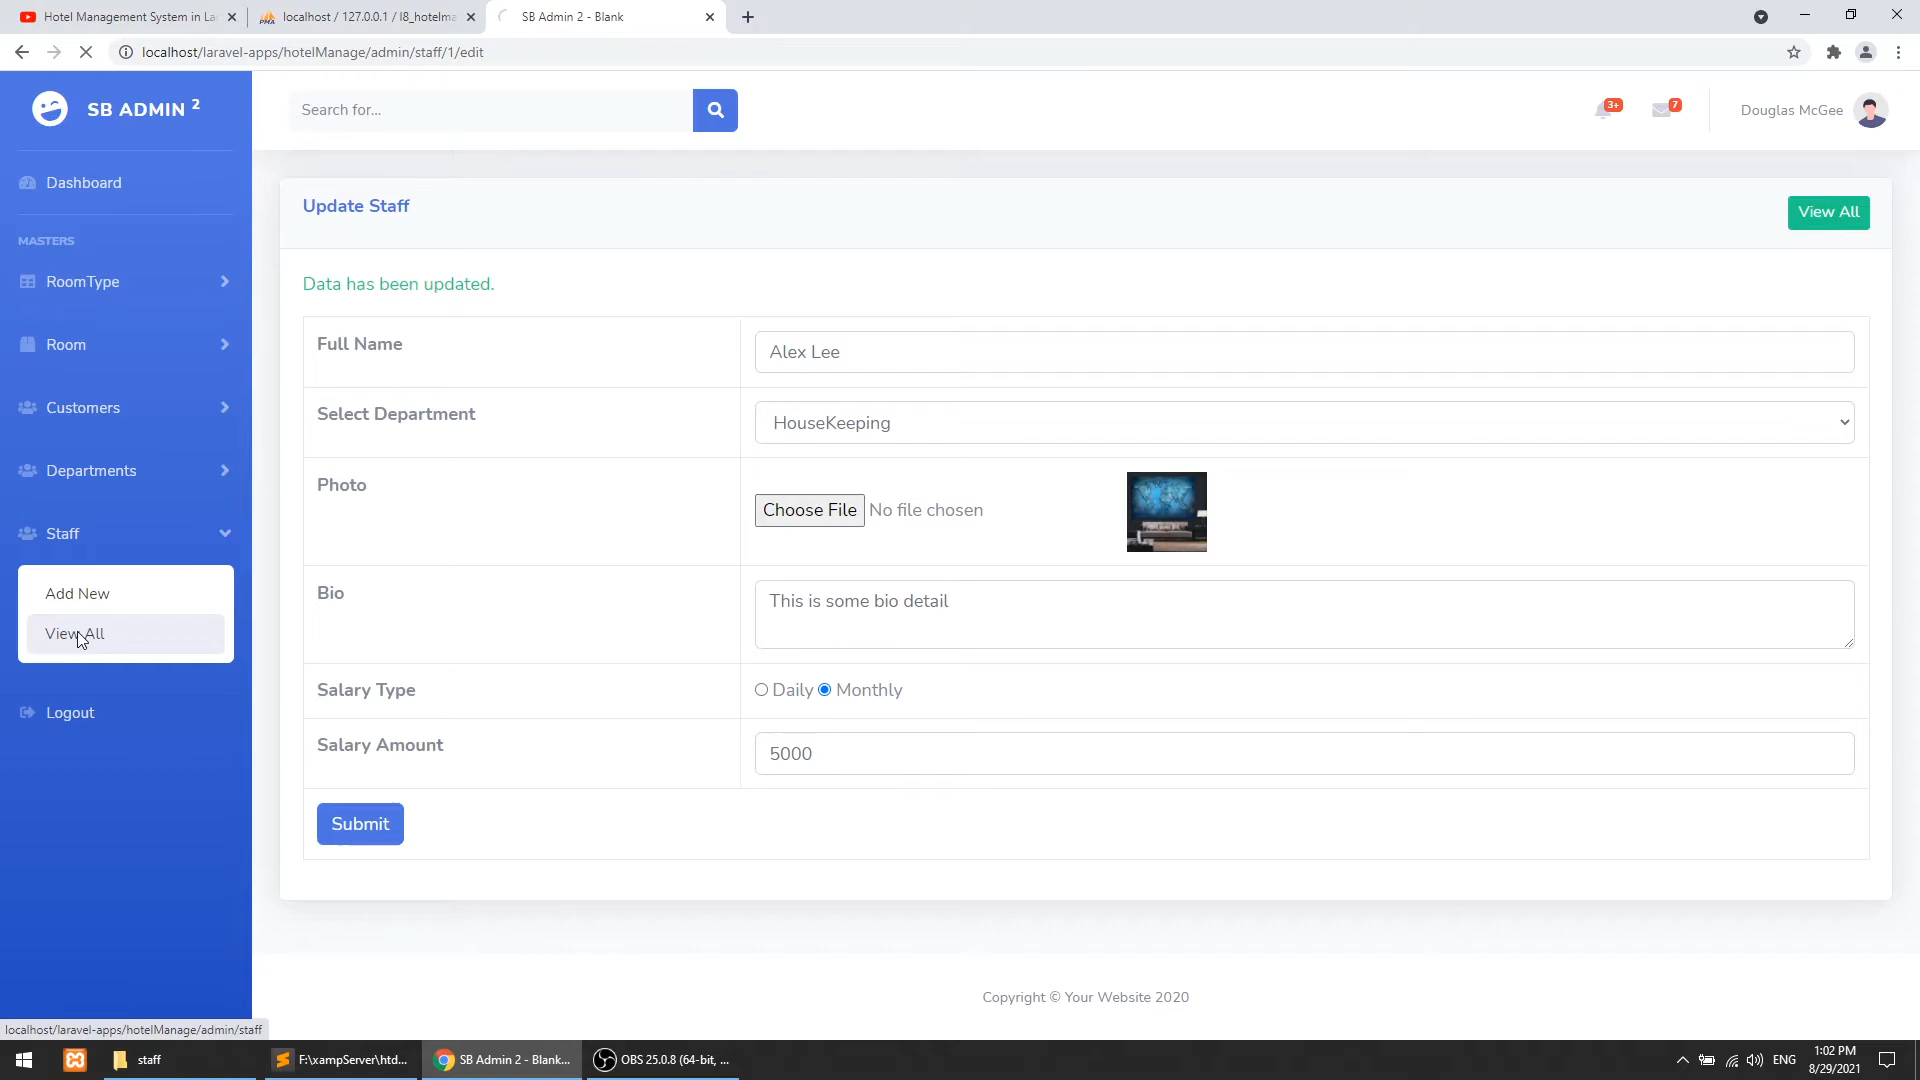 Hotel Management System in La
localhost / 127.0.0.1 / l8_hotelma
SB Admin 2 - Blank
localhost/laravel-apps/hotelManage/admin/staff/1/edit
SB ADMIN 2
Search for...
3+
7
Douglas McGee
Dashboard
MASTERS
RoomType
Room
Customers
Departments
Staff
Add New
View All
Logout
Update Staff
View All
Data has been updated.
Full Name
Alex Lee
Select Department
HouseKeeping
Photo
Choose File No file chosen
Bio
This is some bio detail
Salary Type
Daily Monthly
Salary Amount
5000
Submit
Copyright © Your Website 2020
localhost/laravel-apps/hotelManage/admin/staff
staff
F:\xampServer\htd...
SB Admin 2 - Blank...
OBS 25.0.8 (64-bit, ...
ENG
1:02 PM
8/29/2021